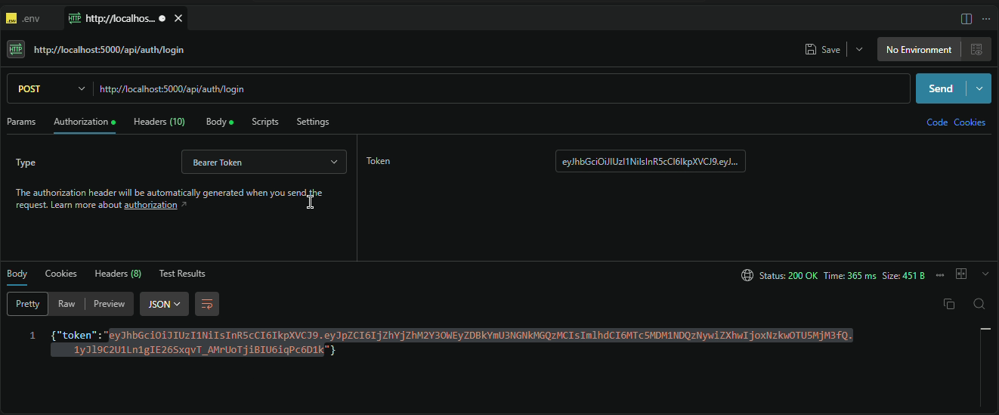 .env
http://localhos...
http://localhost:5000/api/auth/login
Save
No Environment
POST
http://localhost:5000/api/auth/login
Send
Params
Authorization
Headers (10)
Body
Scripts
Settings
Code
Cookies
Type
Bearer Token
Token
eyJhbGciOiJIUzI1NiIsInR5cCI6IkpXVCJ9.eyJ...
The authorization header will be automatically generated when you send the
request. Learn more about authorization
Body
Cookies
Headers (8)
Test Results
Status: 200 OK
Time: 365 ms
Size: 451 B
Pretty
Raw
Preview
JSON
1
{"token":"eyJhbGciOiJIUzI1NiIsInR5cCI6IkpXVCJ9.eyJpZCI6IjZhYjZhM2Y3OWEyZDBkYmU3NGNkMGQzMCIsImlhdCI6MTc5MDM1NDQzNywiZXhwIjoxNzkwOTU5MjM3fQ.
1yJl9C2U1Ln1gIE26SxqvT_AMrUoTjiBIU6iqPc6D1k"}